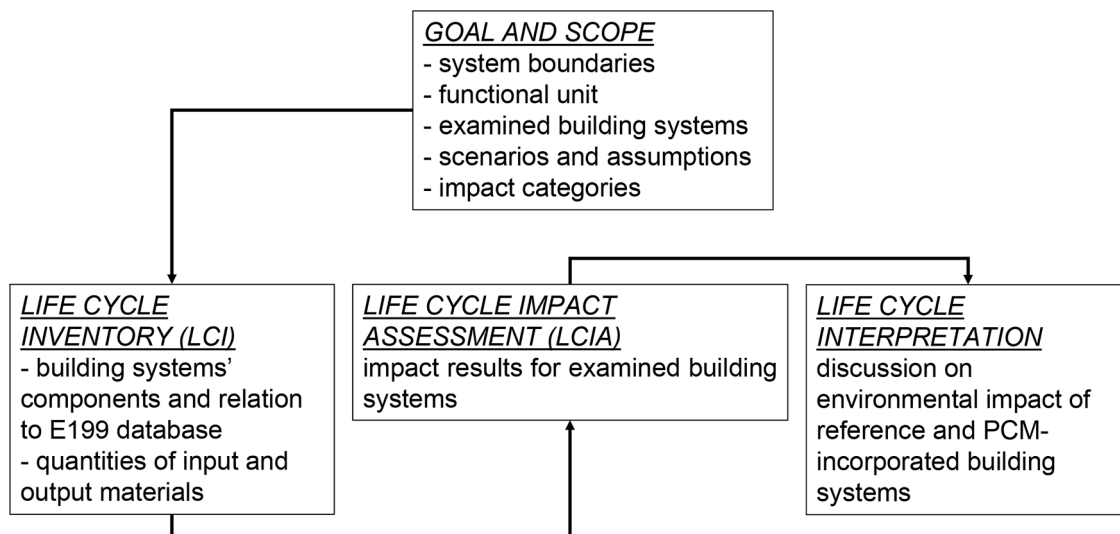 GOAL AND SCOPE
- system boundaries
- functional unit
- examined building systems
- scenarios and assumptions
- impact categories
LIFE CYCLE
INVENTORY (LCI)
- building systems'
components and relation
to E199 database
- quantities of input and
output materials
LIFE CYCLE IMPACT
ASSESSMENT (LCIA)
impact results for examined building
systems
LIFE CYCLE
INTERPRETATION
discussion on
environmental impact of
reference and PCM-
incorporated building
systems